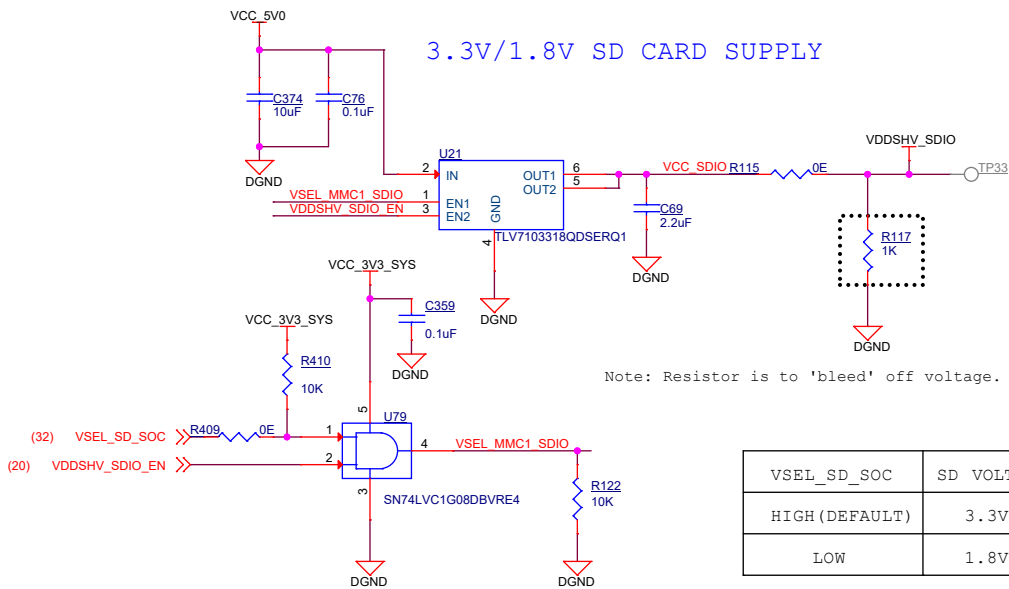 VCC_5V0
3.3V/1.8V SD CARD SUPPLY
C374
10uF
C76
0.1uF
DGND
U21
2
IN
VSEL_MMC1_SDIO
1
EN1
VDDSHV_SDIO_EN
3
EN2
GND
4
OUT1
6
OUT2
5
TLV7103318QDSERQ1
DGND
VCC_SDIO
R115
0E
C69
2.2uF
DGND
VDDSHV_SDIO
TP33
R117
1K
DGND
Note: Resistor is to 'bleed' off voltage.
VCC_3V3_SYS
C359
0.1uF
DGND
VCC_3V3_SYS
R410
10K
(32) VSEL_SD_SOC
R409
0E
1
(20) VDDSHV_SDIO_EN
2
5
U79
4
3
SN74LVC1G08DBVRE4
VSEL_MMC1_SDIO
R122
10K
DGND
DGND
VSEL_SD_SOC SD VOLT
HIGH(DEFAULT) 3.3V
LOW 1.8V